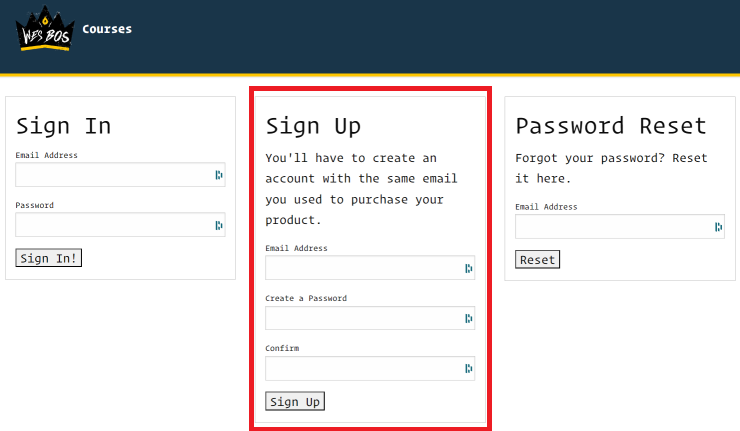 WES BOS
Courses
Sign In
Email Address
Password
Sign In!
Sign Up
You'll have to create an
account with the same email
you used to purchase your
product.
Email Address
Create a Password
Confirm
Sign Up
Password Reset
Forgot your password? Reset
it here.
Email Address
Reset